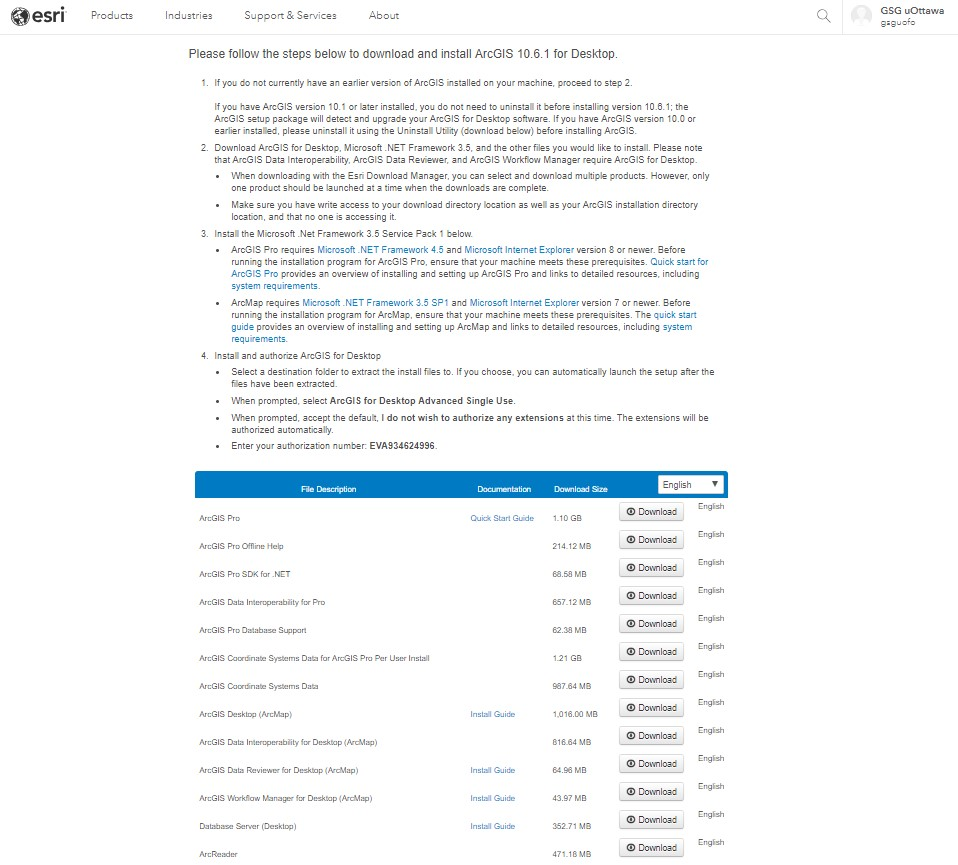 esri Products Industries Support & Services About GSG uOttawa
gsguofo
Please follow the steps below to download and install ArcGIS 10.6.1 for Desktop.
1. If you do not currently have an earlier version of ArcGIS installed on your machine, proceed to step 2.
If you have ArcGIS version 10.1 or later installed, you do not need to uninstall it before installing version 10.6.1; the
ArcGIS setup package will detect and upgrade your ArcGIS for Desktop software. If you have ArcGIS version 10.0 or
earlier installed, please uninstall it using the Uninstall Utility (download below) before installing ArcGIS.
2. Download ArcGIS for Desktop, Microsoft .NET Framework 3.5, and the other files you would like to install. Please note
that ArcGIS Data Interoperability, ArcGIS Data Reviewer, and ArcGIS Workflow Manager require ArcGIS for Desktop.
• When downloading with the Esri Download Manager, you can select and download multiple products. However, only
one product should be launched at a time when the downloads are complete.
• Make sure you have write access to your download directory location as well as your ArcGIS installation directory
location, and that no one is accessing it.
3. Install the Microsoft .Net Framework 3.5 Service Pack 1 below.
• ArcGIS Pro requires Microsoft .NET Framework 4.5 and Microsoft Internet Explorer version 8 or newer. Before
running the installation program for ArcGIS Pro, ensure that your machine meets these prerequisites. Quick start for
ArcGIS Pro provides an overview of installing and setting up ArcGIS Pro and links to detailed resources, including
system requirements.
• ArcMap requires Microsoft .NET Framework 3.5 SP1 and Microsoft Internet Explorer version 7 or newer. Before
running the installation program for ArcMap, ensure that your machine meets these prerequisites. The quick start
guide provides an overview of installing and setting up ArcMap and links to detailed resources, including system
requirements.
4. Install and authorize ArcGIS for Desktop
• Select a destination folder to extract the install files to. If you choose, you can automatically launch the setup after the
files have been extracted.
• When prompted, select ArcGIS for Desktop Advanced Single Use.
• When prompted, accept the default, I do not wish to authorize any extensions at this time. The extensions will be
authorized automatically.
• Enter your authorization number: EVA934624996.
File Description Documentation Download Size English
ArcGIS Pro Quick Start Guide 1.10 GB Download English
ArcGIS Pro Offline Help 214.12 MB Download English
ArcGIS Pro SDK for .NET 68.58 MB Download English
ArcGIS Data Interoperability for Pro 657.12 MB Download English
ArcGIS Pro Database Support 62.38 MB Download English
ArcGIS Coordinate Systems Data for ArcGIS Pro Per User Install 1.21 GB Download English
ArcGIS Coordinate Systems Data 987.64 MB Download English
ArcGIS Desktop (ArcMap) Install Guide 1,016.00 MB Download English
ArcGIS Data Interoperability for Desktop (ArcMap) 816.64 MB Download English
ArcGIS Data Reviewer for Desktop (ArcMap) Install Guide 64.96 MB Download English
ArcGIS Workflow Manager for Desktop (ArcMap) Install Guide 43.97 MB Download English
Database Server (Desktop) Install Guide 352.71 MB Download English
ArcReader 471.18 MB Download English